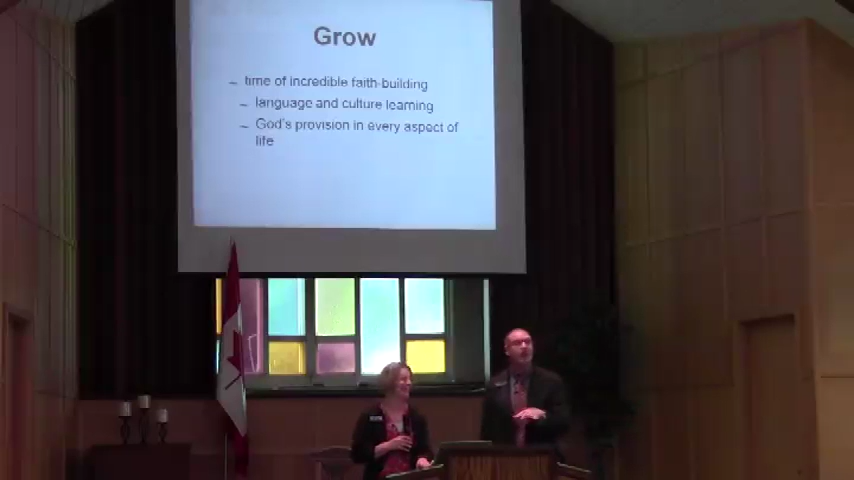 Grow
– time of incredible faith-building
– language and culture learning
– God's provision in every aspect of
life